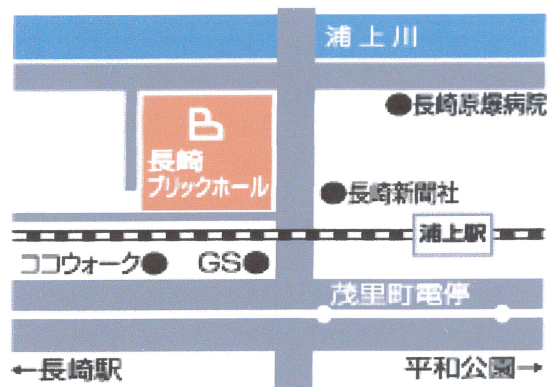 浦上川
●長崎原爆病院
B
長崎
ブリックホール
●長崎新聞社
浦上駅
ココウォーク●
GS●
茂里町電停
←長崎駅
平和公園→